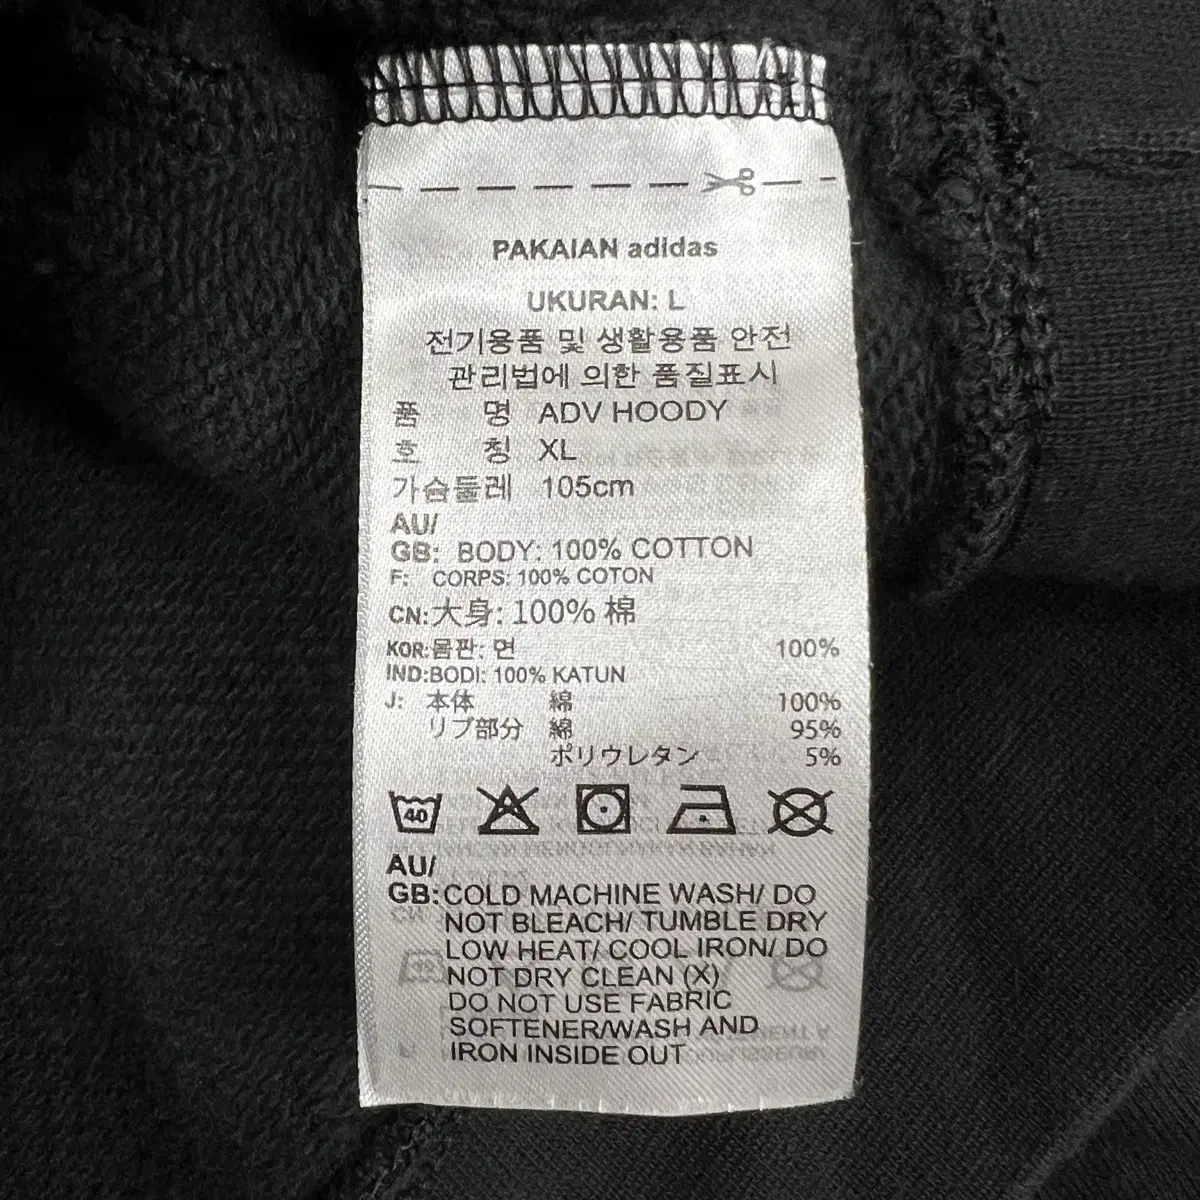 PAKAIAN adidas
UKURAN: L
전기용품 및 생활용품 안전
관리법에 의한 품질표시
품 명 ADV HOODY
호 칭 XL
가슴둘레 105cm
AU/
GB: BODY: 100% COTTON
F: CORPS: 100% COTON
CN:大身: 100% 棉
KOR:몸판: 면 100%
IND:BODI: 100% KATUN
J: 本体 綿 100%
リブ部分 綿 95%
ポリウレタン 5%
40
AU/
GB:COLD MACHINE WASH/ DO
NOT BLEACH/ TUMBLE DRY
LOW HEAT/ COOL IRON/ DO
NOT DRY CLEAN (X)
DO NOT USE FABRIC
SOFTENER/WASH AND
IRON INSIDE OUT